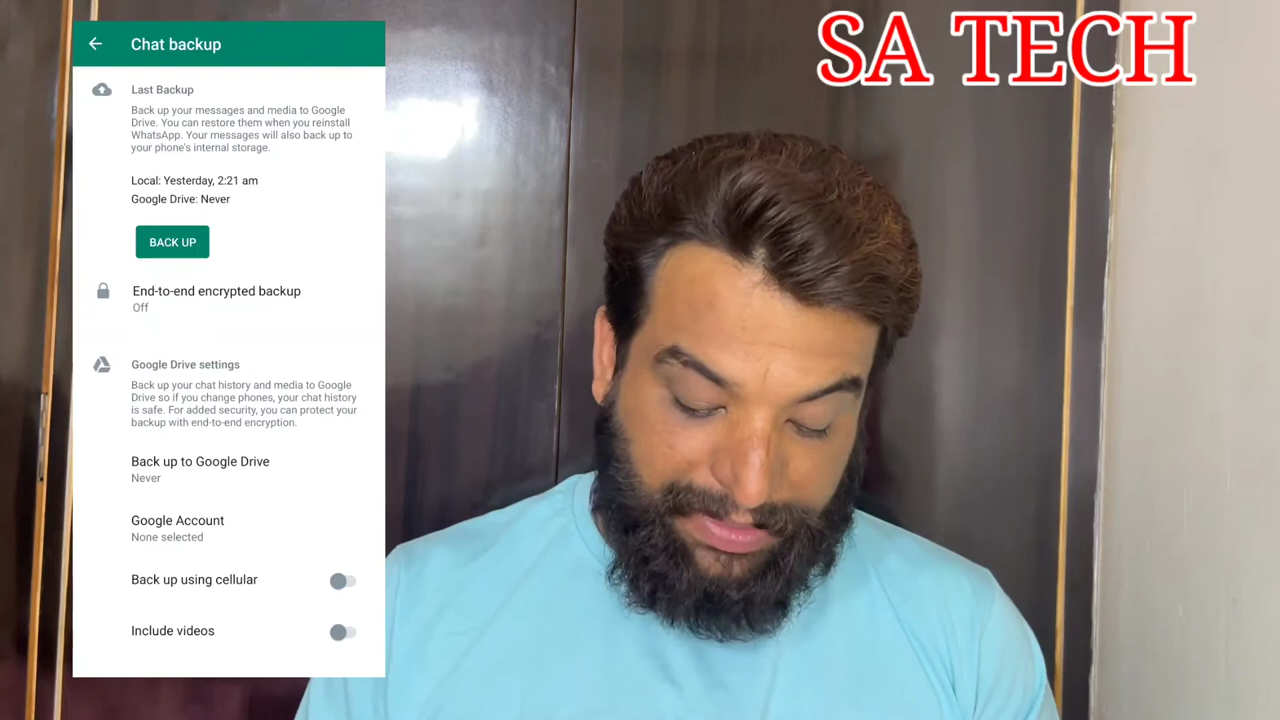 SA TECH
Chat backup
Last Backup
Back up your messages and media to Google
Drive. You can restore them when you reinstall
WhatsApp. Your messages will also back up to
your phone's internal storage.
Local: Yesterday, 2:21 am
Google Drive: Never
BACK UP
End-to-end encrypted backup
Off
Google Drive settings
Back up your chat history and media to Google
Drive so if you change phones, your chat history
is safe. For added security, you can protect your
backup with end-to-end encryption.
Back up to Google Drive
Never
Google Account
None selected
Back up using cellular
Include videos